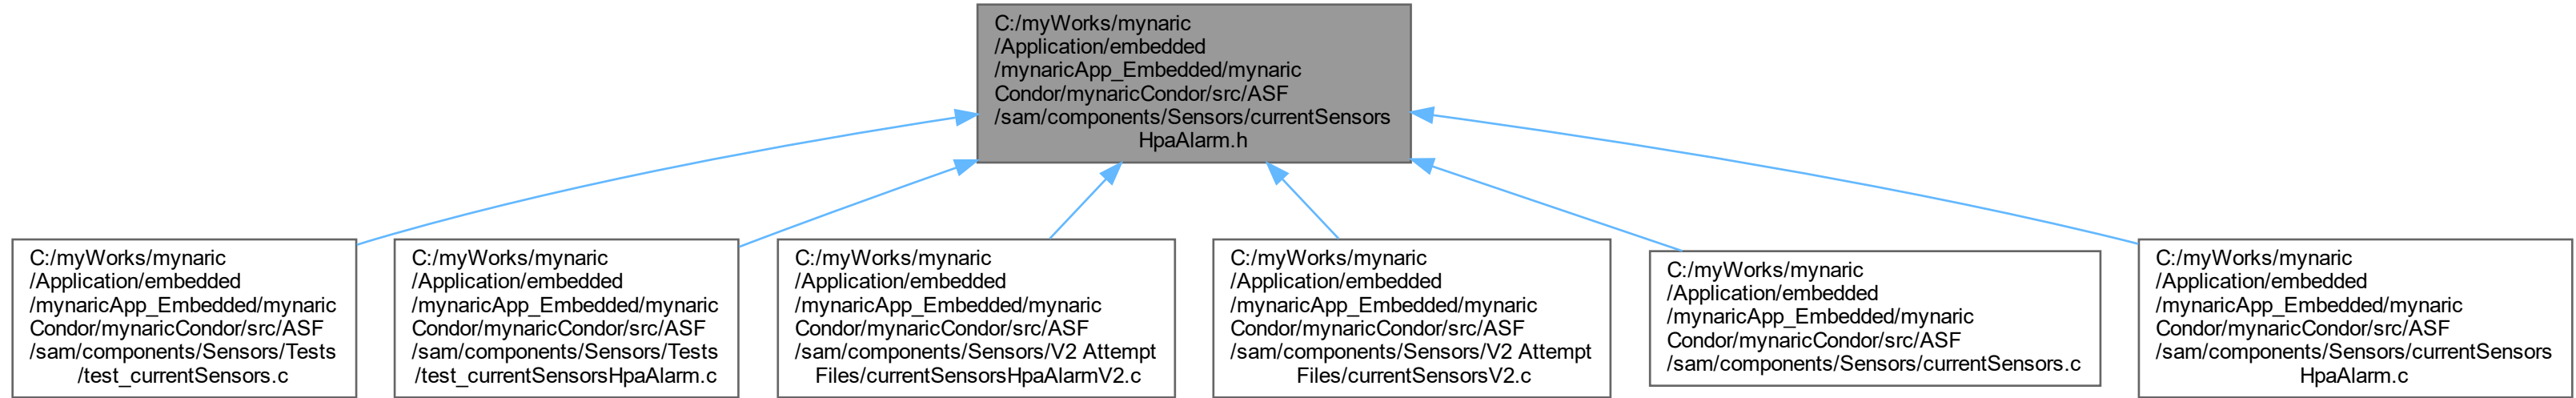 C:/myWorks/mynaric
/Application/embedded
/mynaricApp_Embedded/mynaric
Condor/mynaricCondor/src/ASF
/sam/components/Sensors/currentSensors
HpaAlarm.h
C:/myWorks/mynaric
/Application/embedded
/mynaricApp_Embedded/mynaric
Condor/mynaricCondor/src/ASF
/sam/components/Sensors/Tests
/test_currentSensors.c
C:/myWorks/mynaric
/Application/embedded
/mynaricApp_Embedded/mynaric
Condor/mynaricCondor/src/ASF
/sam/components/Sensors/Tests
/test_currentSensorsHpaAlarm.c
C:/myWorks/mynaric
/Application/embedded
/mynaricApp_Embedded/mynaric
Condor/mynaricCondor/src/ASF
/sam/components/Sensors/V2 Attempt
Files/currentSensorsHpaAlarmV2.c
C:/myWorks/mynaric
/Application/embedded
/mynaricApp_Embedded/mynaric
Condor/mynaricCondor/src/ASF
/sam/components/Sensors/V2 Attempt
Files/currentSensorsV2.c
C:/myWorks/mynaric
/Application/embedded
/mynaricApp_Embedded/mynaric
Condor/mynaricCondor/src/ASF
/sam/components/Sensors/currentSensors.c
C:/myWorks/mynaric
/Application/embedded
/mynaricApp_Embedded/mynaric
Condor/mynaricCondor/src/ASF
/sam/components/Sensors/currentSensors
HpaAlarm.c